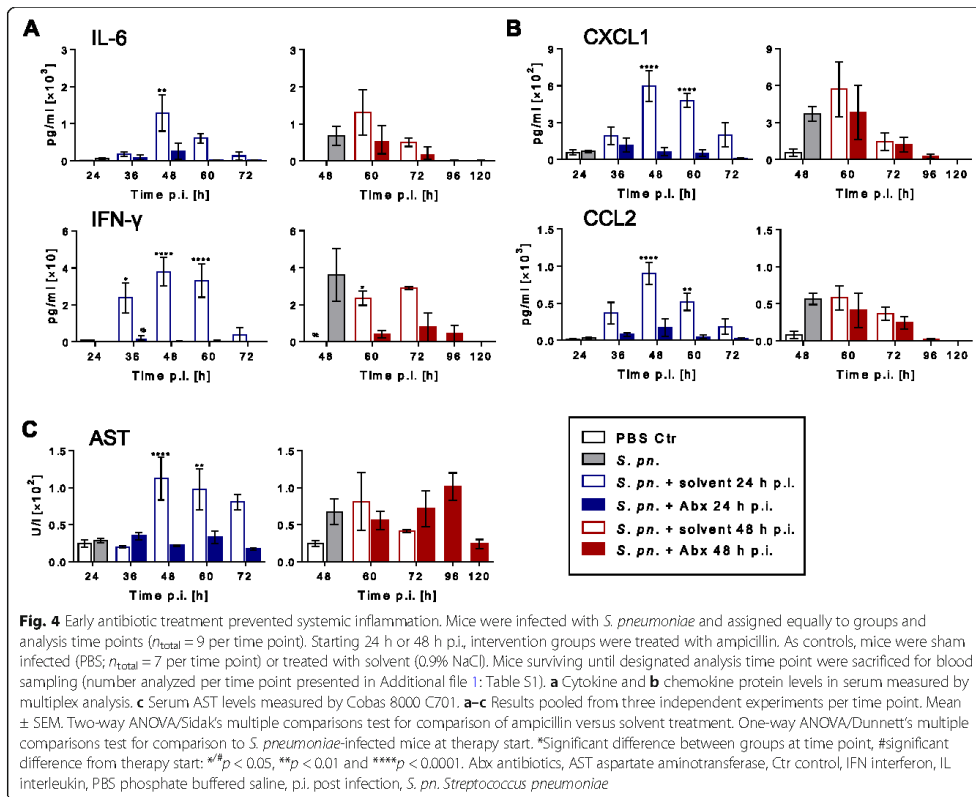 A
IL-6
pg/ml [×10³]
3
2
1
0
**
24 36 48 60 72
Time p.i. [h]
3
2
1
0
48 60 72 96 120
Time p.i. [h]
IFN-γ
pg/ml [×10]
6
4
2
0
*
#
****
****
24 36 48 60 72
Time p.i. [h]
6
4
2
0
#
*
48 60 72 96 120
Time p.i. [h]
B
CXCL1
pg/ml [×10²]
9
6
3
0
****
****
24 36 48 60 72
Time p.i. [h]
9
6
3
0
48 60 72 96 120
Time p.i. [h]
CCL2
pg/ml [×10³]
1.5
1.0
0.5
0.0
****
**
24 36 48 60 72
Time p.i. [h]
1.5
1.0
0.5
0.0
48 60 72 96 120
Time p.i. [h]
C
AST
U/l [×10²]
1.5
1.0
0.5
0.0
****
**
24 36 48 60 72
Time p.i. [h]
1.5
1.0
0.5
0.0
48 60 72 96 120
Time p.i. [h]
PBS Ctr
S. pn.
S. pn. + solvent 24 h p.i.
S. pn. + Abx 24 h p.i.
S. pn. + solvent 48 h p.i.
S. pn. + Abx 48 h p.i.
Fig. 4 Early antibiotic treatment prevented systemic inflammation. Mice were infected with S. pneumoniae and assigned equally to groups and
analysis time points (ntotal = 9 per time point). Starting 24 h or 48 h p.i., intervention groups were treated with ampicillin. As controls, mice were sham
infected (PBS; ntotal = 7 per time point) or treated with solvent (0.9% NaCl). Mice surviving until designated analysis time point were sacrificed for blood
sampling (number analyzed per time point presented in Additional file 1: Table S1). a Cytokine and b chemokine protein levels in serum measured by
multiplex analysis. c Serum AST levels measured by Cobas 8000 C701. a–c Results pooled from three independent experiments per time point. Mean
± SEM. Two-way ANOVA/Sidak's multiple comparisons test for comparison of ampicillin versus solvent treatment. One-way ANOVA/Dunnett's multiple
comparisons test for comparison to S. pneumoniae-infected mice at therapy start. *Significant difference between groups at time point, #significant
difference from therapy start: */#p < 0.05, **p < 0.01 and ****p < 0.0001. Abx antibiotics, AST aspartate aminotransferase, Ctr control, IFN interferon, IL
interleukin, PBS phosphate buffered saline, p.i. post infection, S. pn. Streptococcus pneumoniae